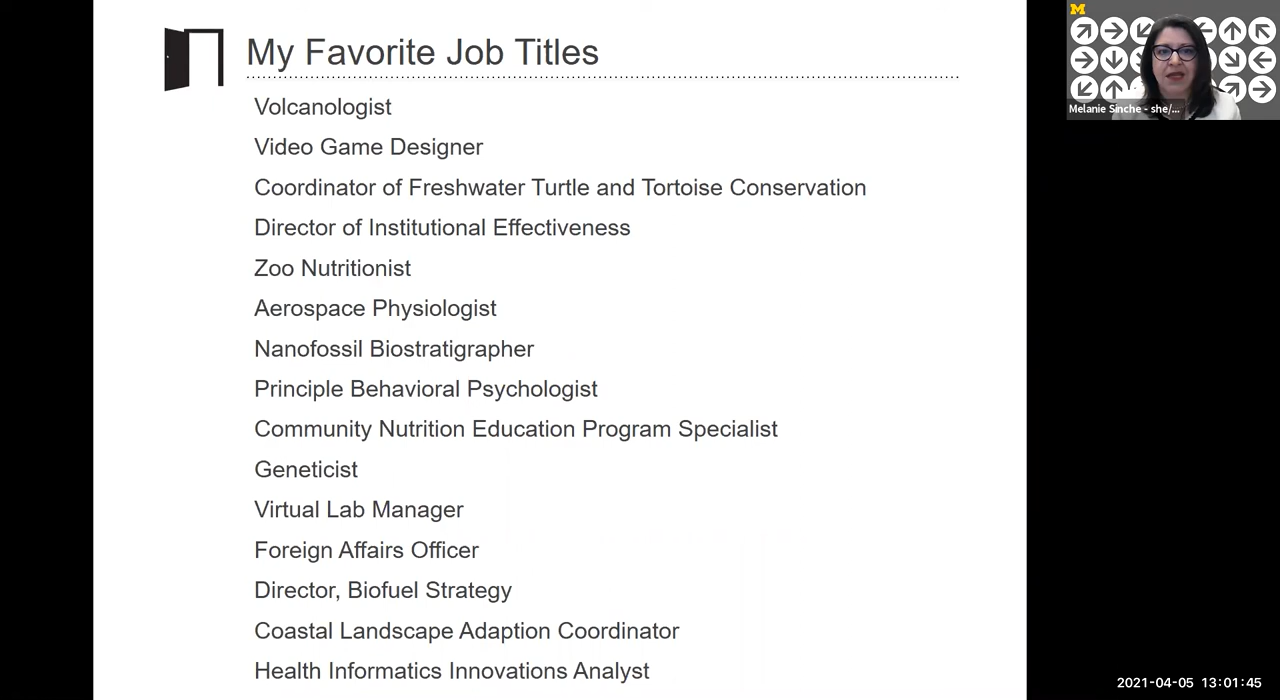 My Favorite Job Titles
Volcanologist
Video Game Designer
Coordinator of Freshwater Turtle and Tortoise Conservation
Director of Institutional Effectiveness
Zoo Nutritionist
Aerospace Physiologist
Nanofossil Biostratigrapher
Principle Behavioral Psychologist
Community Nutrition Education Program Specialist
Geneticist
Virtual Lab Manager
Foreign Affairs Officer
Director, Biofuel Strategy
Coastal Landscape Adaption Coordinator
Health Informatics Innovations Analyst
M
Melanie Sinche - she/...
2021-04-05 13:01:45